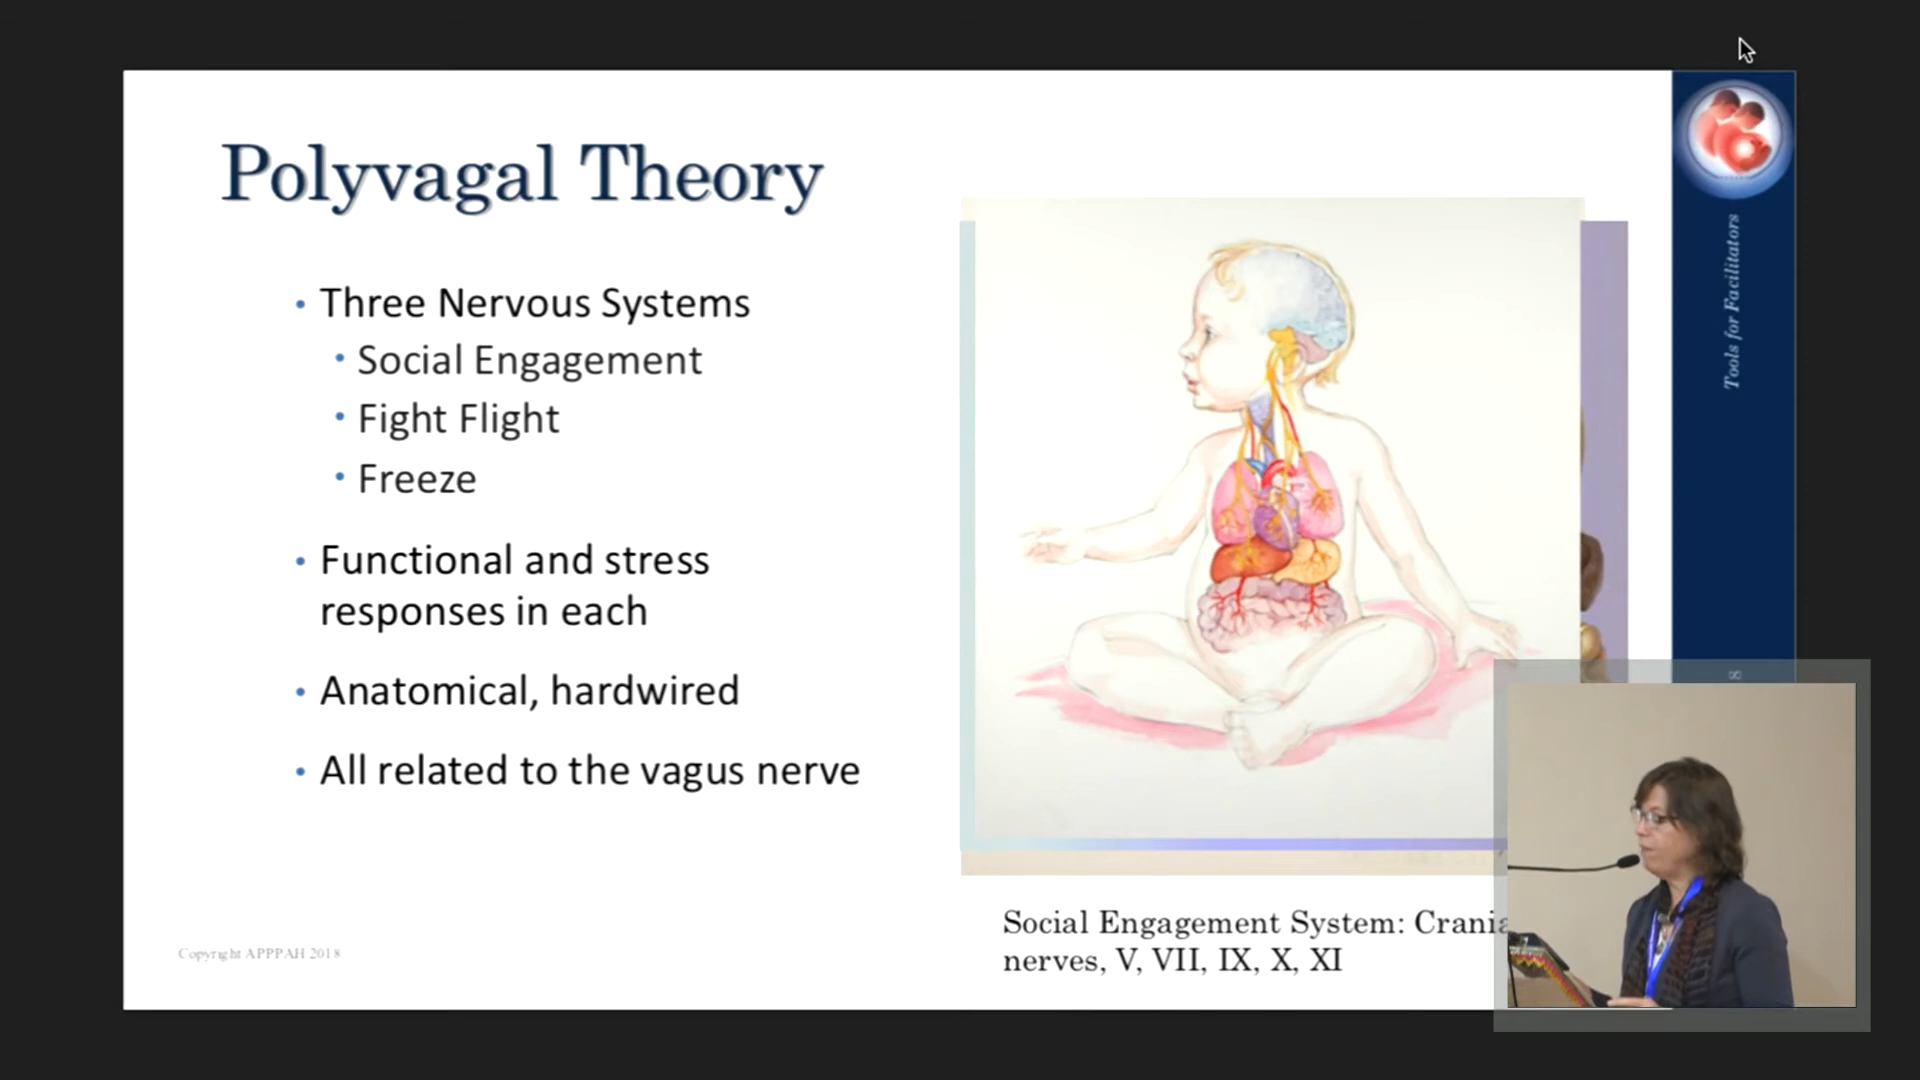 Polyvagal Theory
• Three Nervous Systems
• Social Engagement
• Fight Flight
• Freeze
• Functional and stress
responses in each
• Anatomical, hardwired
• All related to the vagus nerve
Social Engagement System: Crania
nerves, V, VII, IX, X, XI
Copyright APPPAH 2018
Tools for Facilitators
8